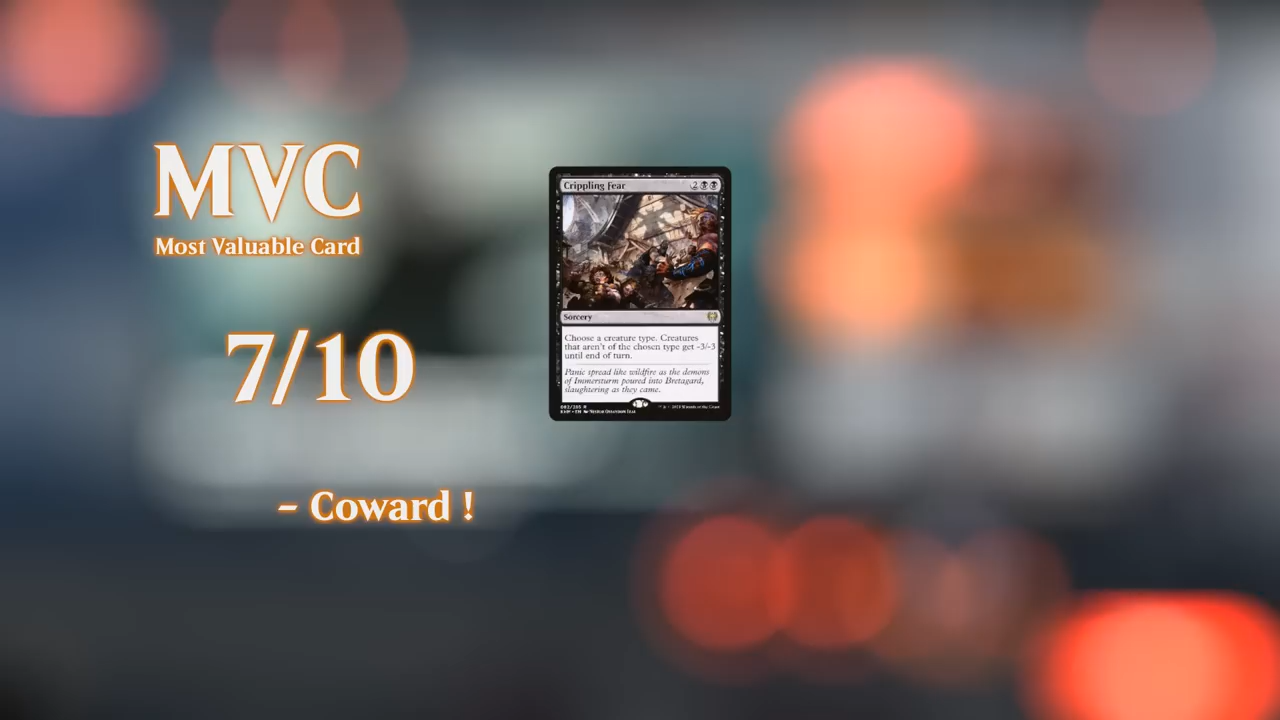 MVC
Most Valuable Card
7/10
- Coward !
Crippling Fear 2
Sorcery
Choose a creature type. Creatures
that aren't of the chosen type get -3/-3
until end of turn.
Panic spread like wildfire as the demons
of Immersturm poured into Bretagard,
slaughtering as they came.